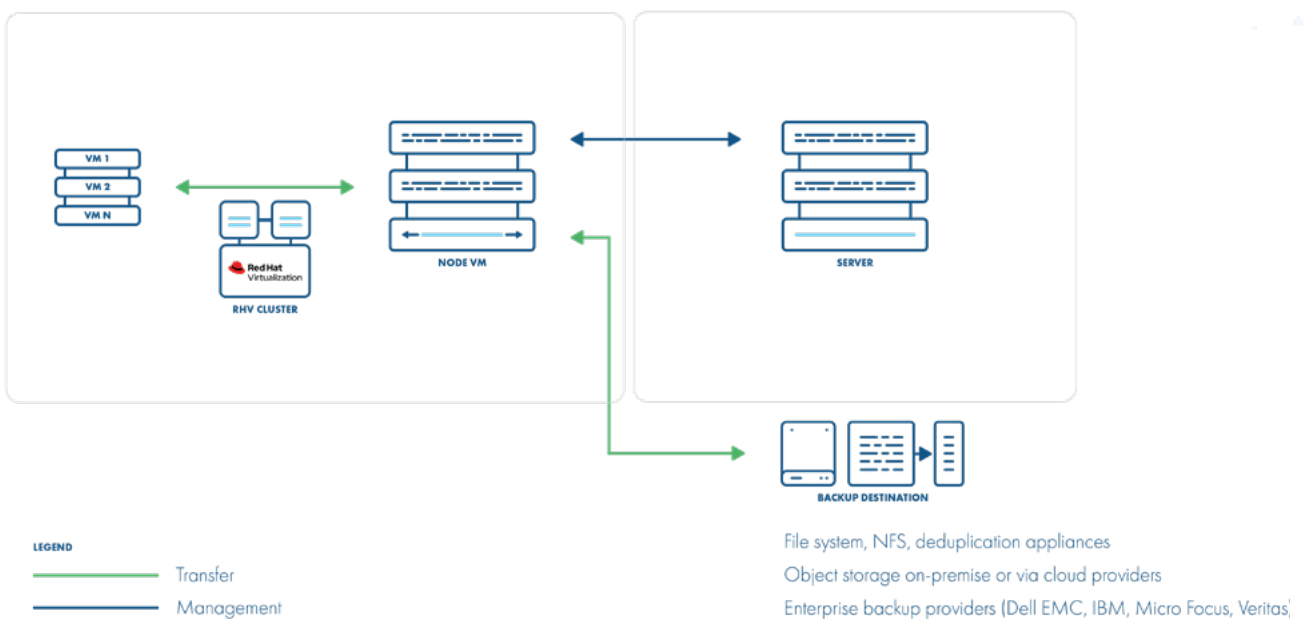 VM 1
VM 2
VM N
Red Hat
Virtualization
RHV CLUSTER
NODE VM
SERVER
BACKUP DESTINATION
LEGEND
Transfer
Management
File system, NFS, deduplication appliances
Object storage on-premise or via cloud providers
Enterprise backup providers (Dell EMC, IBM, Micro Focus, Veritas)